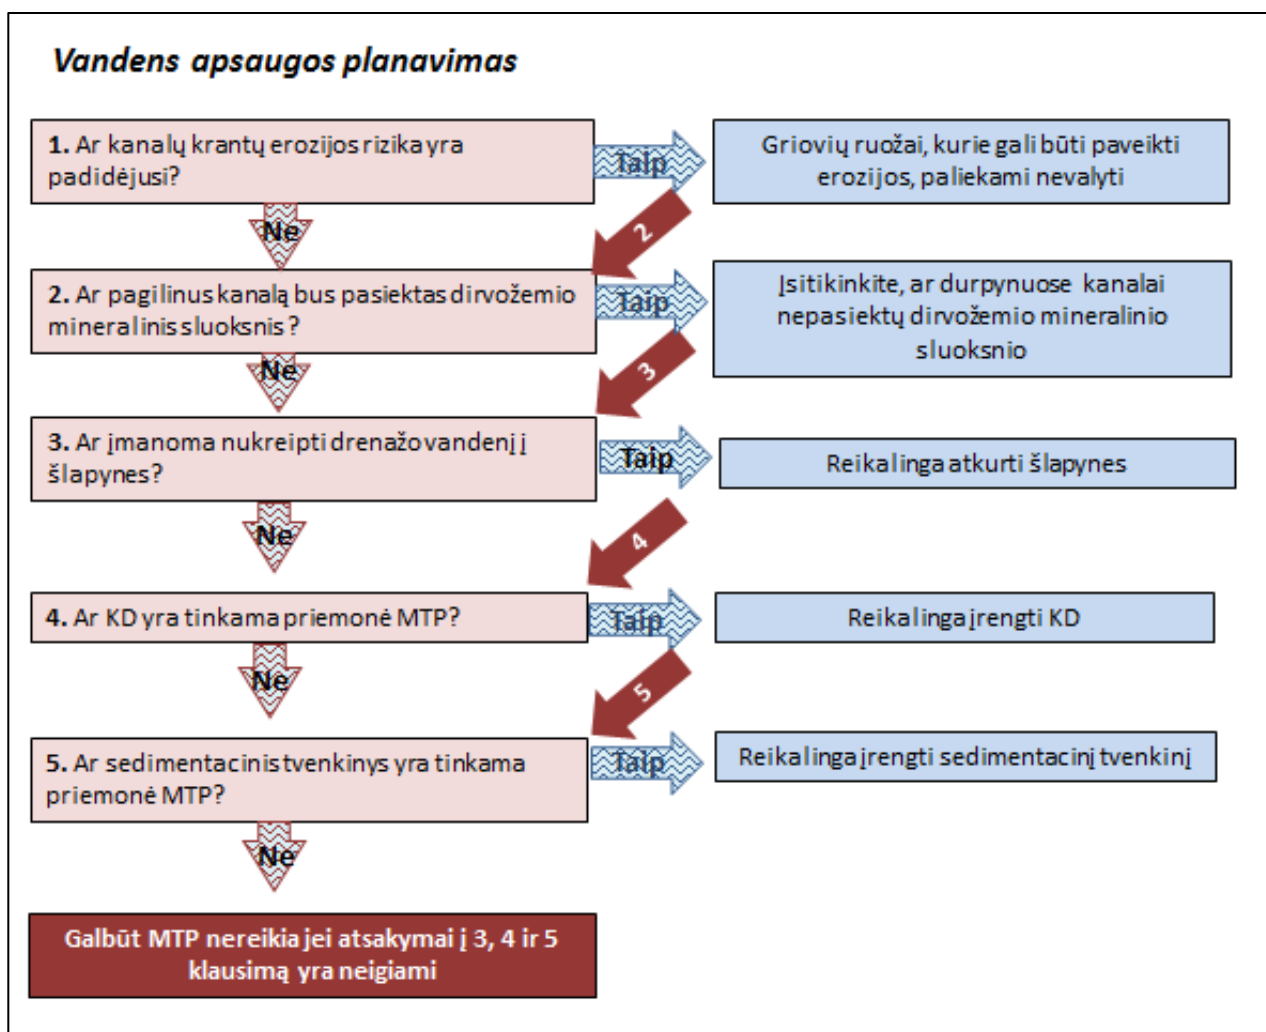 Vandens apsaugos planavimas
1. Ar kanalų krantų erozijos rizika yra
padidėjusi?
Taip
Griovių ruožai, kurie gali būti paveikti
erozijos, paliekami nevalyti
Ne
2
2. Ar pagilinus kanalą bus pasiektas dirvožemio
mineralinis sluoksnis?
Taip
Įsitikinkite, ar durpynuose kanalai
nepasiektų dirvožemio mineralinio
sluoksnio
Ne
3
3. Ar įmanoma nukreipti drenažo vandenį į
šlapynes?
Taip
Reikalinga atkurti šlapynes
Ne
4
4. Ar KD yra tinkama priemonė MTP?
Taip
Reikalinga įrengti KD
Ne
5
5. Ar sedimentacinis tvenkinys yra tinkama
priemonė MTP?
Taip
Reikalinga įrengti sedimentacinį tvenkinį
Ne
Galbūt MTP nereikia jei atsakymai į 3, 4 ir 5
klausimą yra neigiami